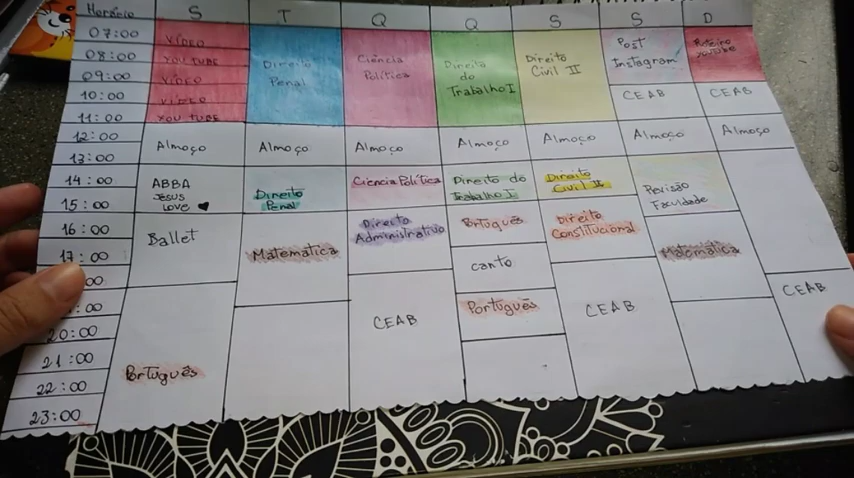 Horário S T Q Q S S D
07:00 VÍDEO
08:00 YOUTUBE
09:00 VÍDEO
10:00 VÍDEO
11:00 YOUTUBE
Direito
Penal
Ciência
Política
Direito
do
Trabalho I
Direito
Civil II
Post
Instagram
Roteiro
youtube
CEAB CEAB
12:00 Almoço Almoço Almoço Almoço Almoço Almoço Almoço
13:00
14:00 ABBA
15:00 Jesus
Love
Direito
Penal
Ciência Política
Direito do
Trabalho I
Direito
Civil II
Revisão
Faculdade
16:00 Ballet
17:00
Matemática
Direito
Administrativo
Português
canto
Português
Direito
Constitucional
Matemática
00
:00
20:00
CEAB CEAB CEAB
21:00 Português
22:00
23:00